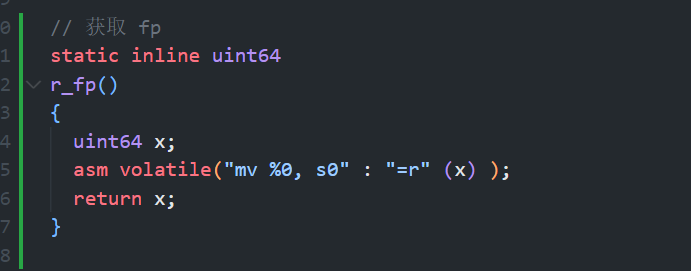 0 // 获取 fp
1 static inline uint64
2 r_fp()
3 {
4 uint64 x;
5 asm volatile("mv %0, s0" : "=r" (x) );
6 return x;
7 }
8